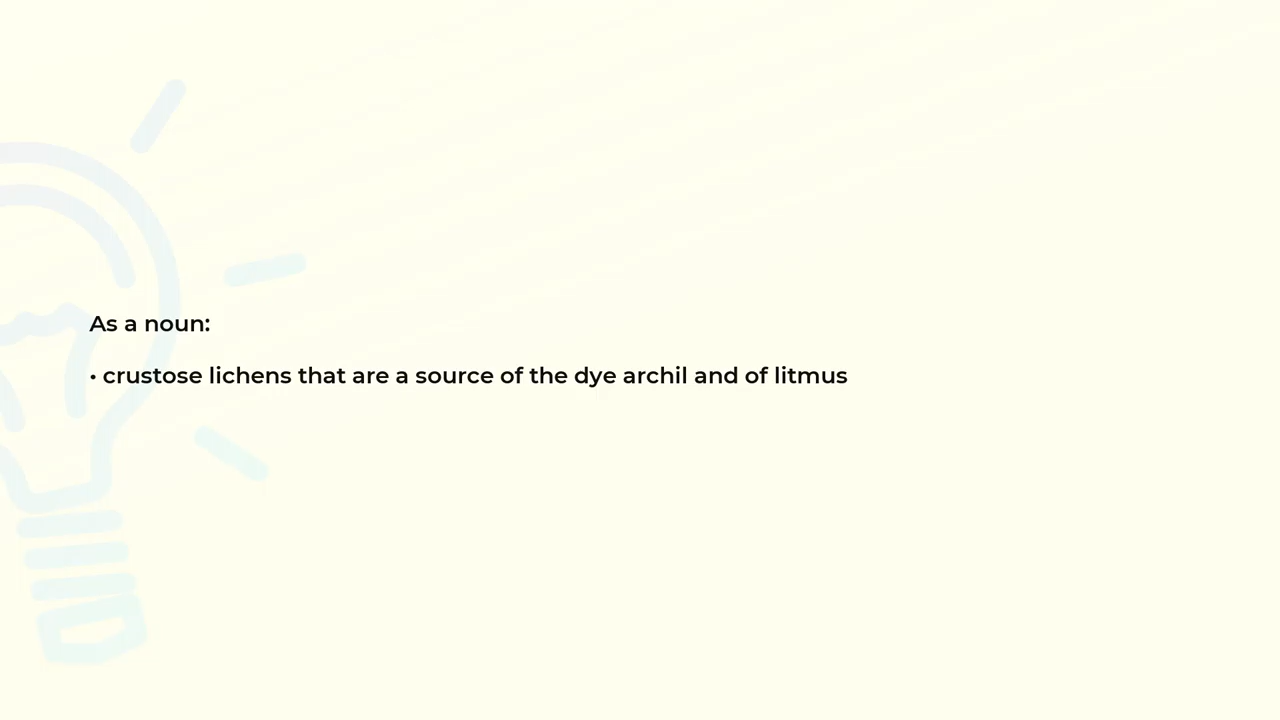 As a noun:
• crustose lichens that are a source of the dye archil and of litmus